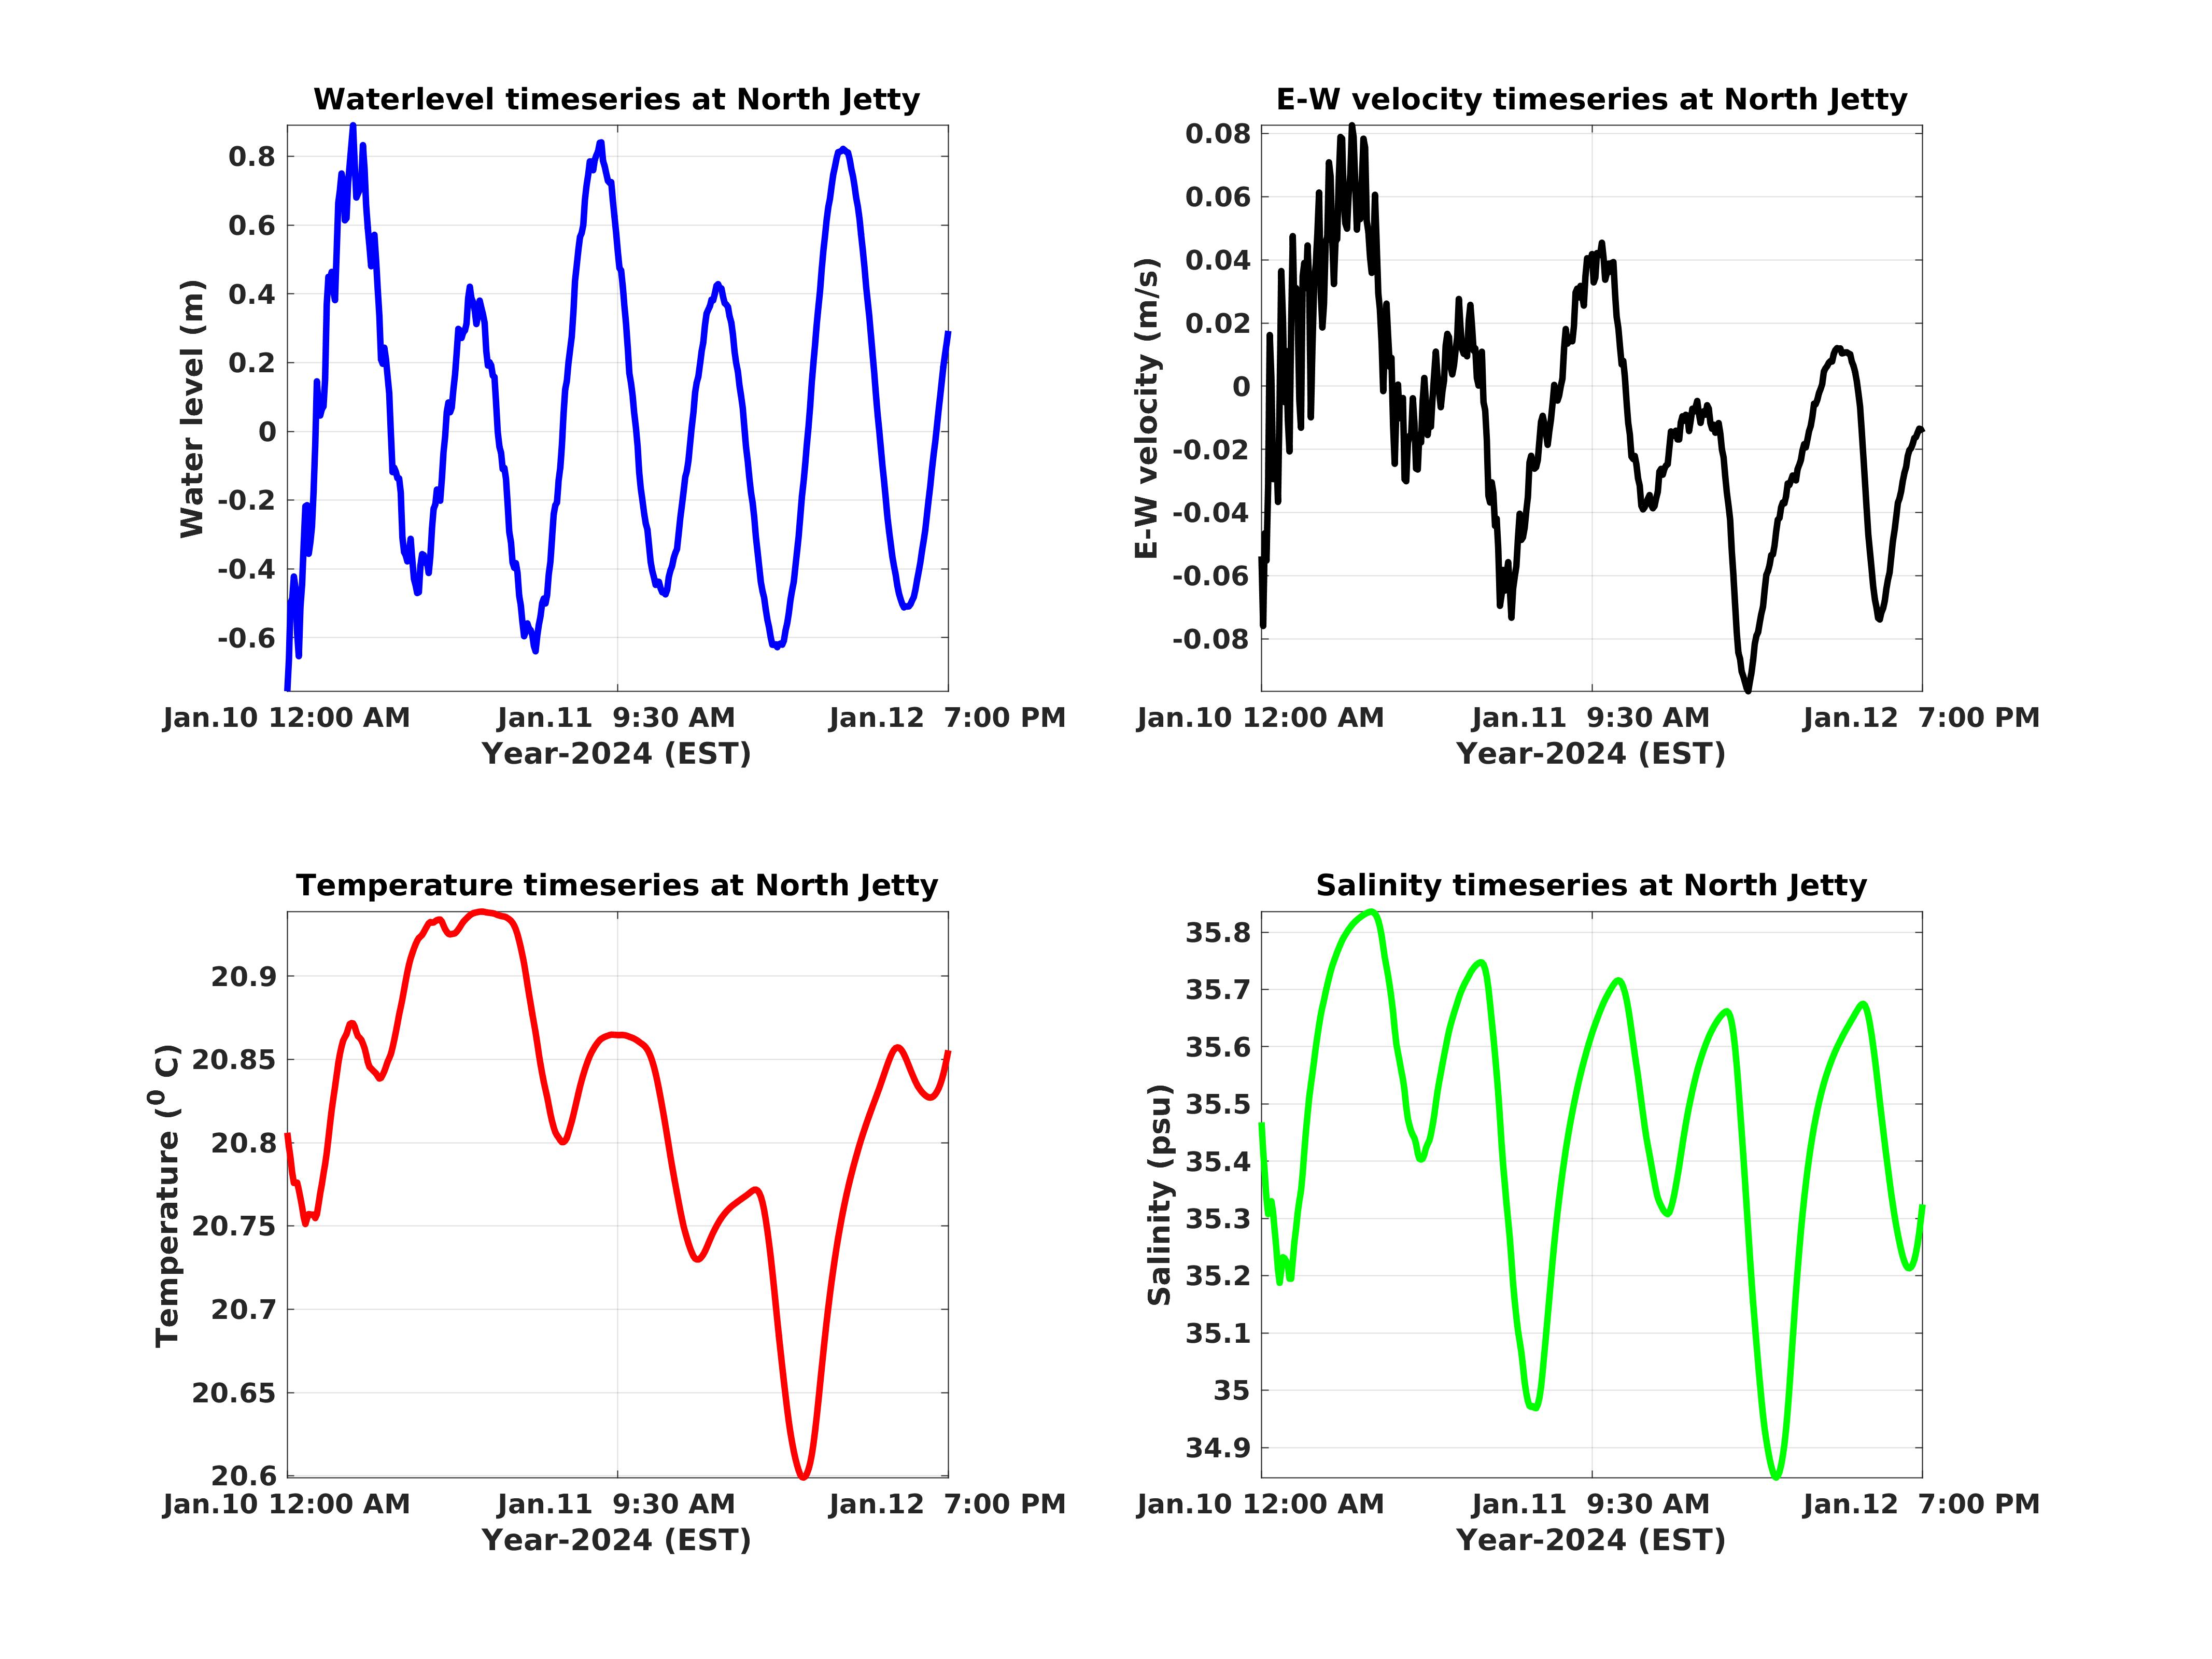 Waterlevel timeseries at North Jetty
Water level (m)
0.8
0.6
0.4
0.2
0
-0.2
-0.4
-0.6
Jan.10 12:00 AM Jan.11  9:30 AM Jan.12  7:00 PM
Year-2024 (EST)
E-W velocity timeseries at North Jetty
E-W velocity (m/s)
0.08
0.06
0.04
0.02
0
-0.02
-0.04
-0.06
-0.08
Jan.10 12:00 AM Jan.11  9:30 AM Jan.12  7:00 PM
Year-2024 (EST)
Temperature timeseries at North Jetty
Temperature (⁰ C)
20.9
20.85
20.8
20.75
20.7
20.65
20.6
Jan.10 12:00 AM Jan.11  9:30 AM Jan.12  7:00 PM
Year-2024 (EST)
Salinity timeseries at North Jetty
Salinity (psu)
35.8
35.7
35.6
35.5
35.4
35.3
35.2
35.1
35
34.9
Jan.10 12:00 AM Jan.11  9:30 AM Jan.12  7:00 PM
Year-2024 (EST)